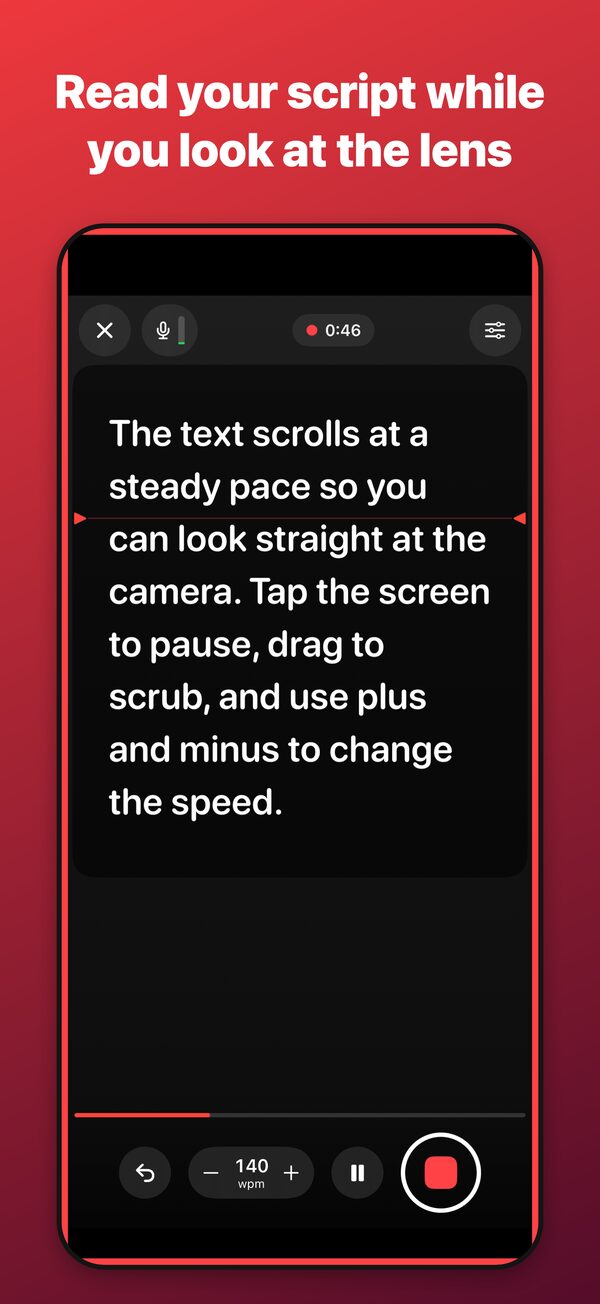 Read your script while
you look at the lens
0:46
The text scrolls at a
steady pace so you
can look straight at the
camera. Tap the screen
to pause, drag to
scrub, and use plus
and minus to change
the speed.
140
wpm